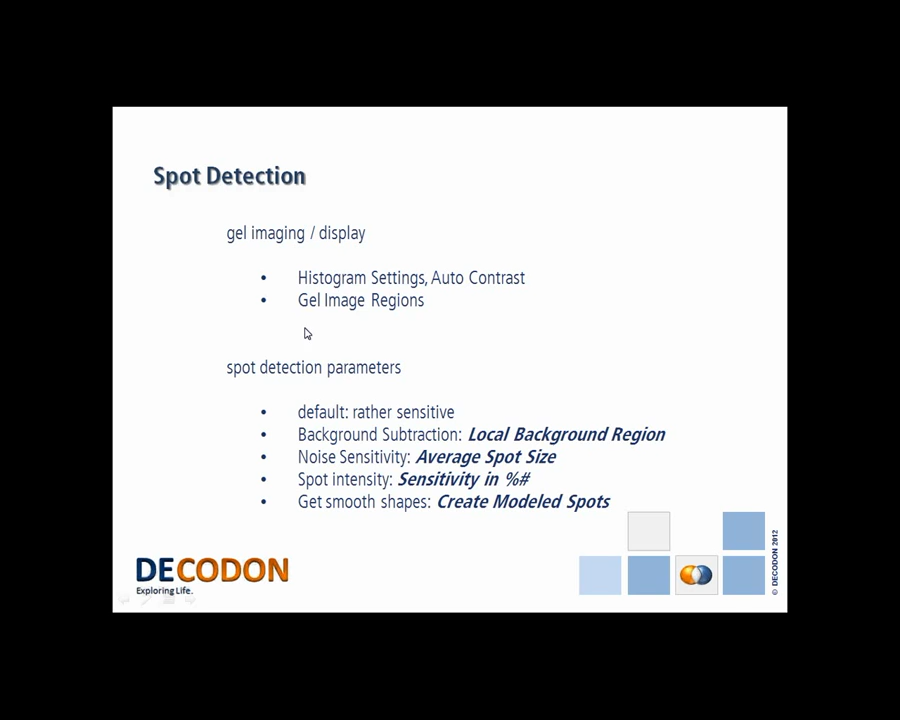 Spot Detection
gel imaging / display
• Histogram Settings, Auto Contrast
• Gel Image Regions
spot detection parameters
• default: rather sensitive
• Background Subtraction: Local Background Region
• Noise Sensitivity: Average Spot Size
• Spot intensity: Sensitivity in %#
• Get smooth shapes: Create Modeled Spots
DECODON
Exploring Life.
© DECODON 2012